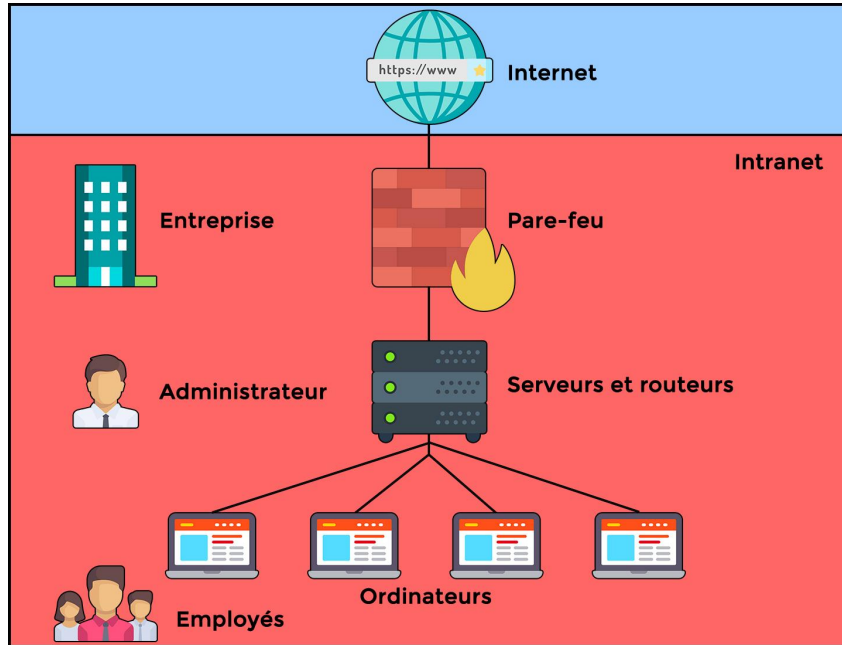 https://www
Internet
Intranet
Entreprise
Pare-feu
Administrateur
Serveurs et routeurs
Ordinateurs
Employés